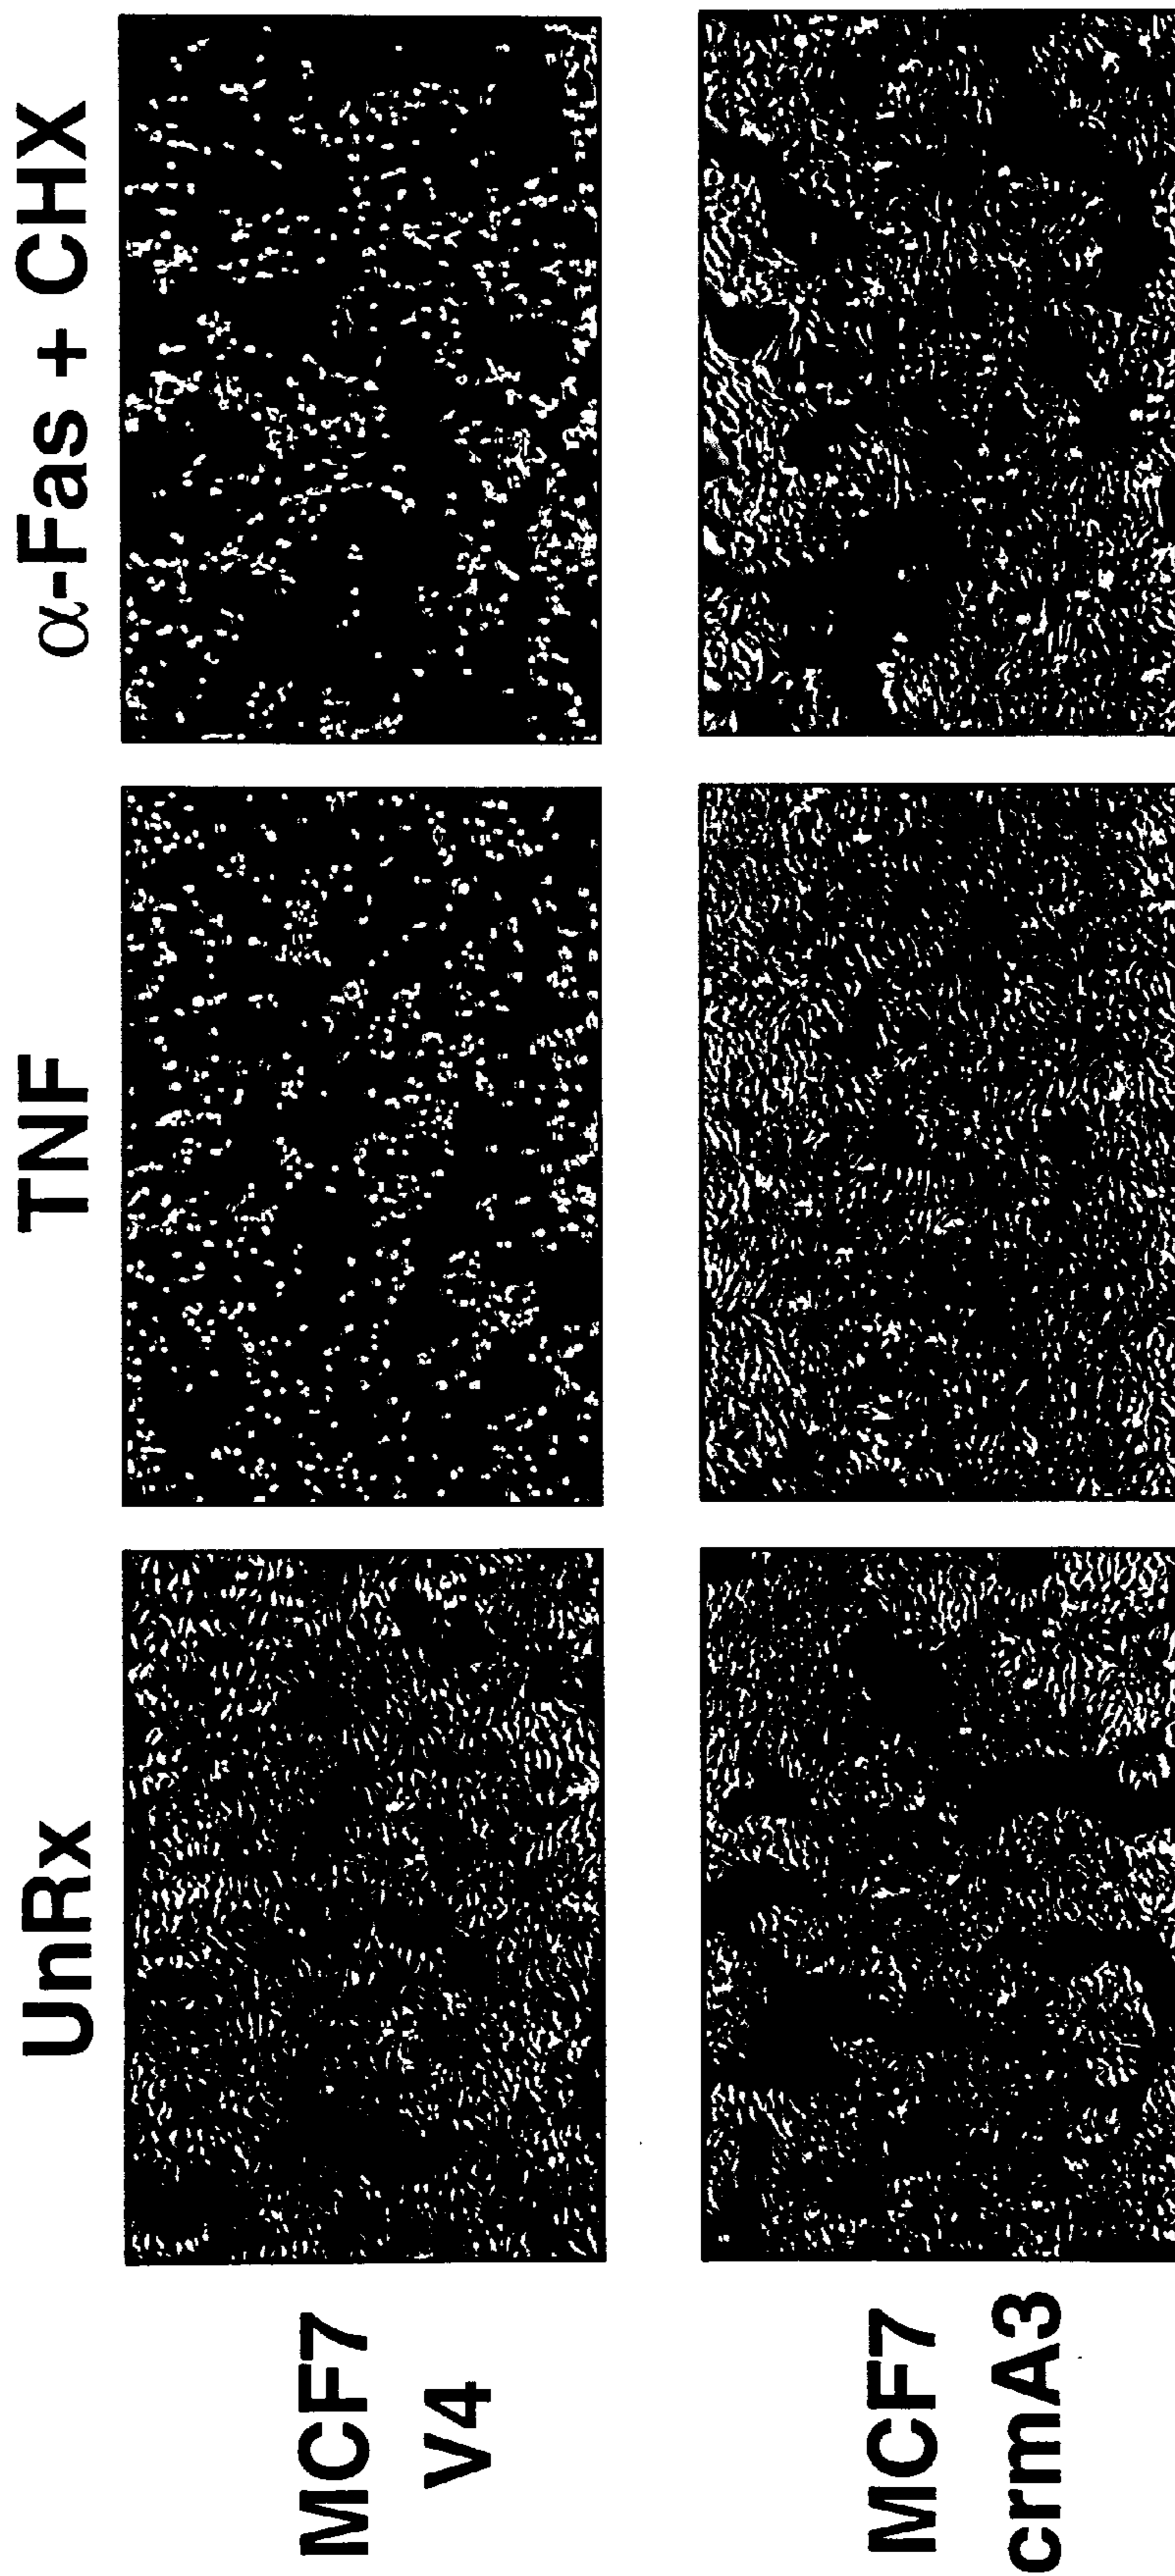 UnRx
TNF
α-Fas + CHX
MCF7
V4
MCF7
crmA3